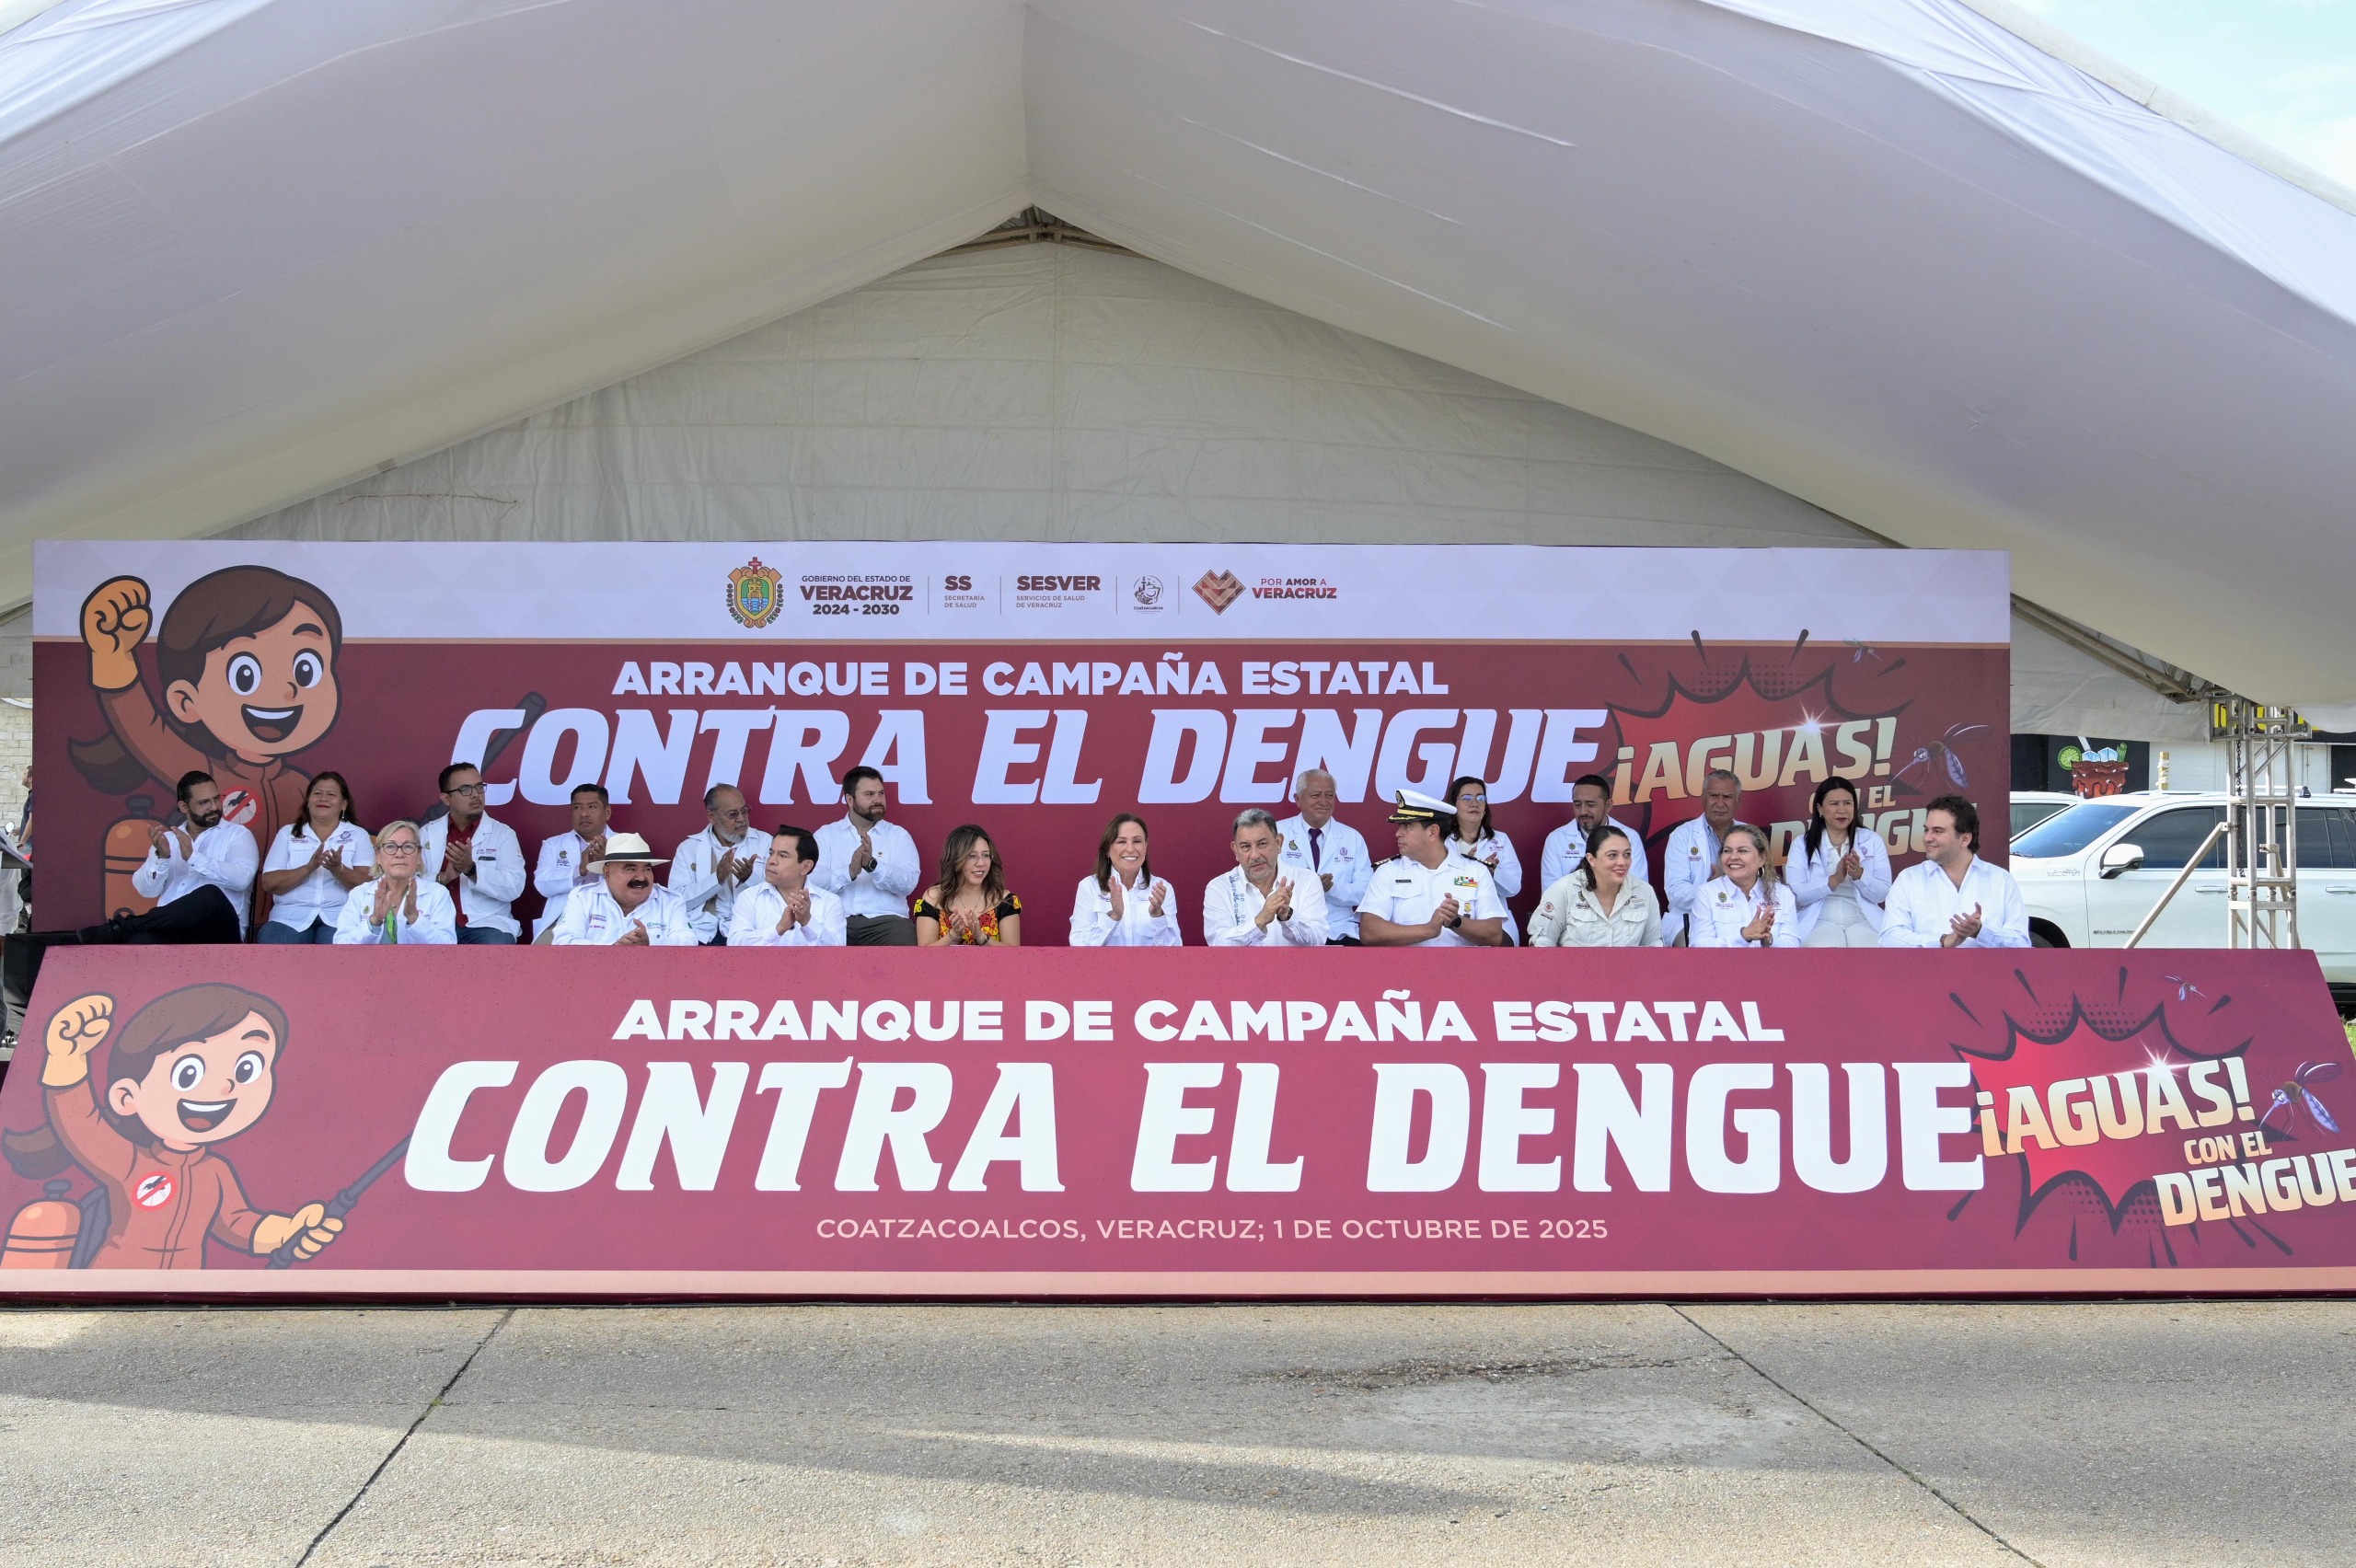 GOBIERNO DEL ESTADO DE
VERACRUZ
2024 - 2030
SS
SECRETARÍA
DE SALUD
SESVER
SERVICIOS DE SALUD
DE VERACRUZ
Coatzacoalcos
POR AMOR A
VERACRUZ
ARRANQUE DE CAMPAÑA ESTATAL
CONTRA EL DENGUE
¡AGUAS!
CON EL
DENGUE
ARRANQUE DE CAMPAÑA ESTATAL
CONTRA EL DENGUE
¡AGUAS!
CON EL
DENGUE
COATZACOALCOS, VERACRUZ; 1 DE OCTUBRE DE 2025